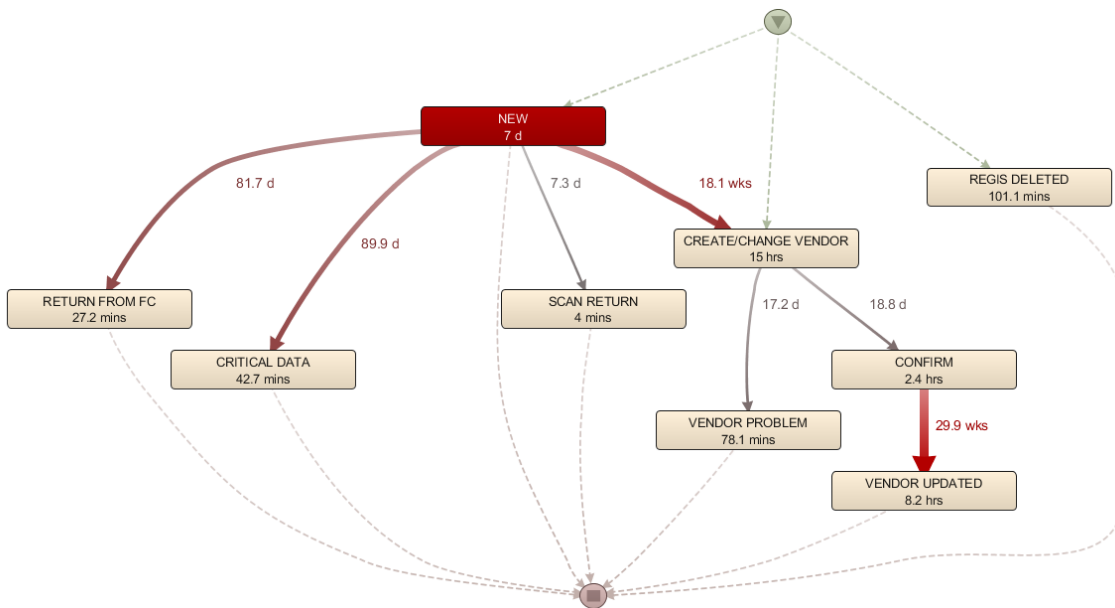 NEW
7 d
81.7 d
7.3 d
18.1 wks
REGIS DELETED
101.1 mins
89.9 d
CREATE/CHANGE VENDOR
15 hrs
RETURN FROM FC
27.2 mins
SCAN RETURN
4 mins
17.2 d
18.8 d
CRITICAL DATA
42.7 mins
CONFIRM
2.4 hrs
VENDOR PROBLEM
78.1 mins
29.9 wks
VENDOR UPDATED
8.2 hrs